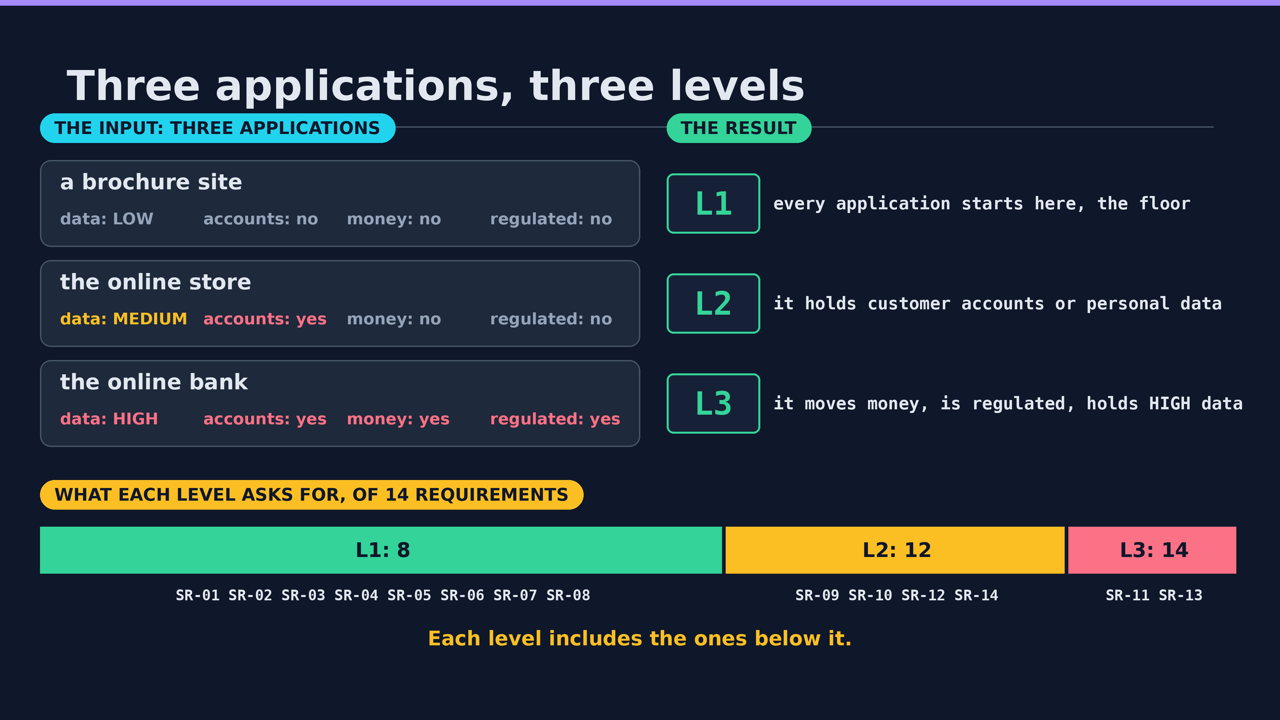 Three applications, three levels
THE INPUT: THREE APPLICATIONS
THE RESULT
a brochure site
data: LOW accounts: no money: no regulated: no
L1 every application starts here, the floor
the online store
data: MEDIUM accounts: yes money: no regulated: no
L2 it holds customer accounts or personal data
the online bank
data: HIGH accounts: yes money: yes regulated: yes
L3 it moves money, is regulated, holds HIGH data
WHAT EACH LEVEL ASKS FOR, OF 14 REQUIREMENTS
L1: 8 L2: 12 L3: 14
SR-01 SR-02 SR-03 SR-04 SR-05 SR-06 SR-07 SR-08 SR-09 SR-10 SR-12 SR-14 SR-11 SR-13
Each level includes the ones below it.